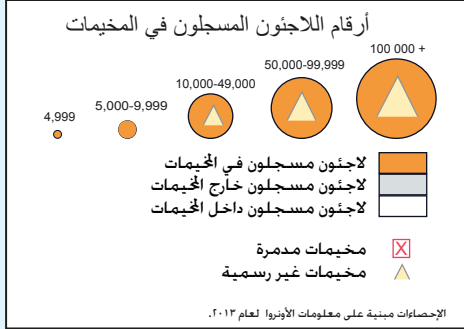 أرقام اللاجئون المسجلون في المخيمات
100 000 +
50,000-99,999
10,000-49,000
5,000-9,999
4,999
لاجئون مسجلون في المخيمات
لاجئون مسجلون خارج المخيمات
لاجئون مسجلون داخل المخيمات
مخيمات مدمرة
مخيمات غير رسمية
الإحصاءات مبنية على معلومات الأونروا لعام ٢٠١٣.